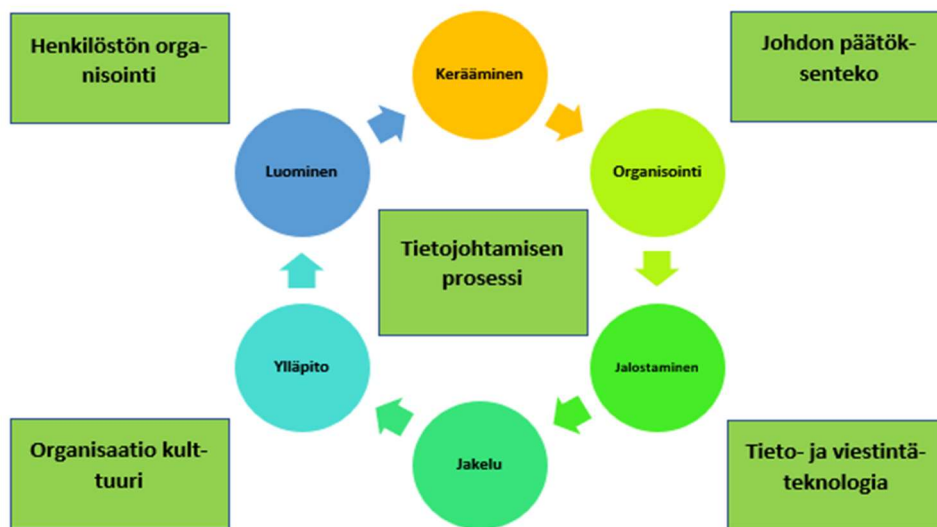 Henkilöstön orga-
nisointi
Kerääminen
Johdon päätök-
senteko
Luominen
Organisointi
Tietojohtamisen
prosessi
Ylläpito
Jalostaminen
Organisaatio kult-
tuuri
Jakelu
Tieto- ja viestintä-
teknologia